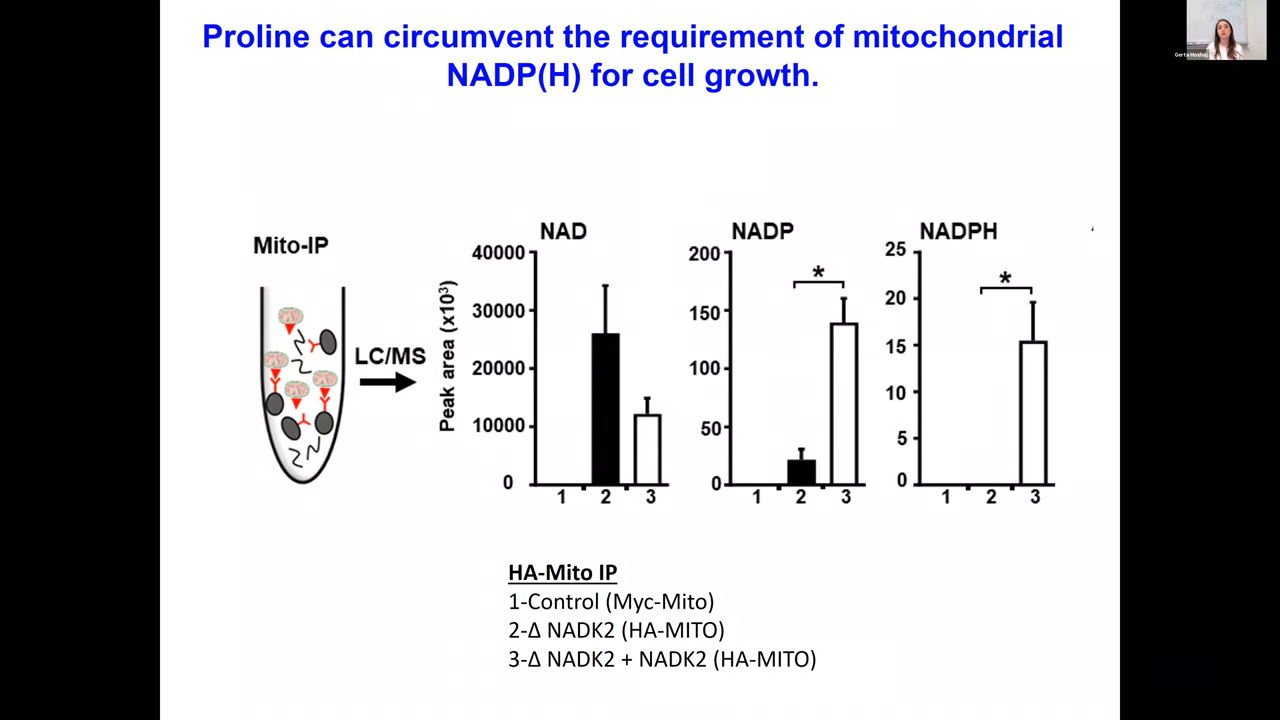 Proline can circumvent the requirement of mitochondrial
NADP(H) for cell growth.
Mito-IP
LC/MS
NAD
Peak area (x10³)
40000
30000
20000
10000
0
1 2 3
NADP
200
150
100
50
0
*
1 2 3
NADPH
25
20
15
10
5
0
*
1 2 3
HA-Mito IP
1-Control (Myc-Mito)
2-Δ NADK2 (HA-MITO)
3-Δ NADK2 + NADK2 (HA-MITO)